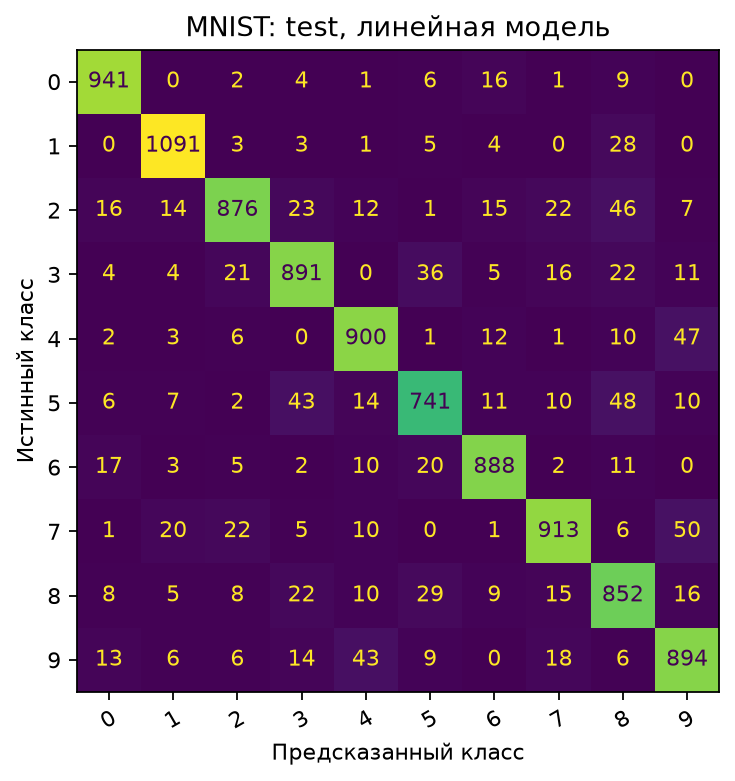 MNIST: test, линейная модель
Истинный класс
0 941 0 2 4 1 6 16 1 9 0
1 0 1091 3 3 1 5 4 0 28 0
2 16 14 876 23 12 1 15 22 46 7
3 4 4 21 891 0 36 5 16 22 11
4 2 3 6 0 900 1 12 1 10 47
5 6 7 2 43 14 741 11 10 48 10
6 17 3 5 2 10 20 888 2 11 0
7 1 20 22 5 10 0 1 913 6 50
8 8 5 8 22 10 29 9 15 852 16
9 13 6 6 14 43 9 0 18 6 894
0 1 2 3 4 5 6 7 8 9
Предсказанный класс